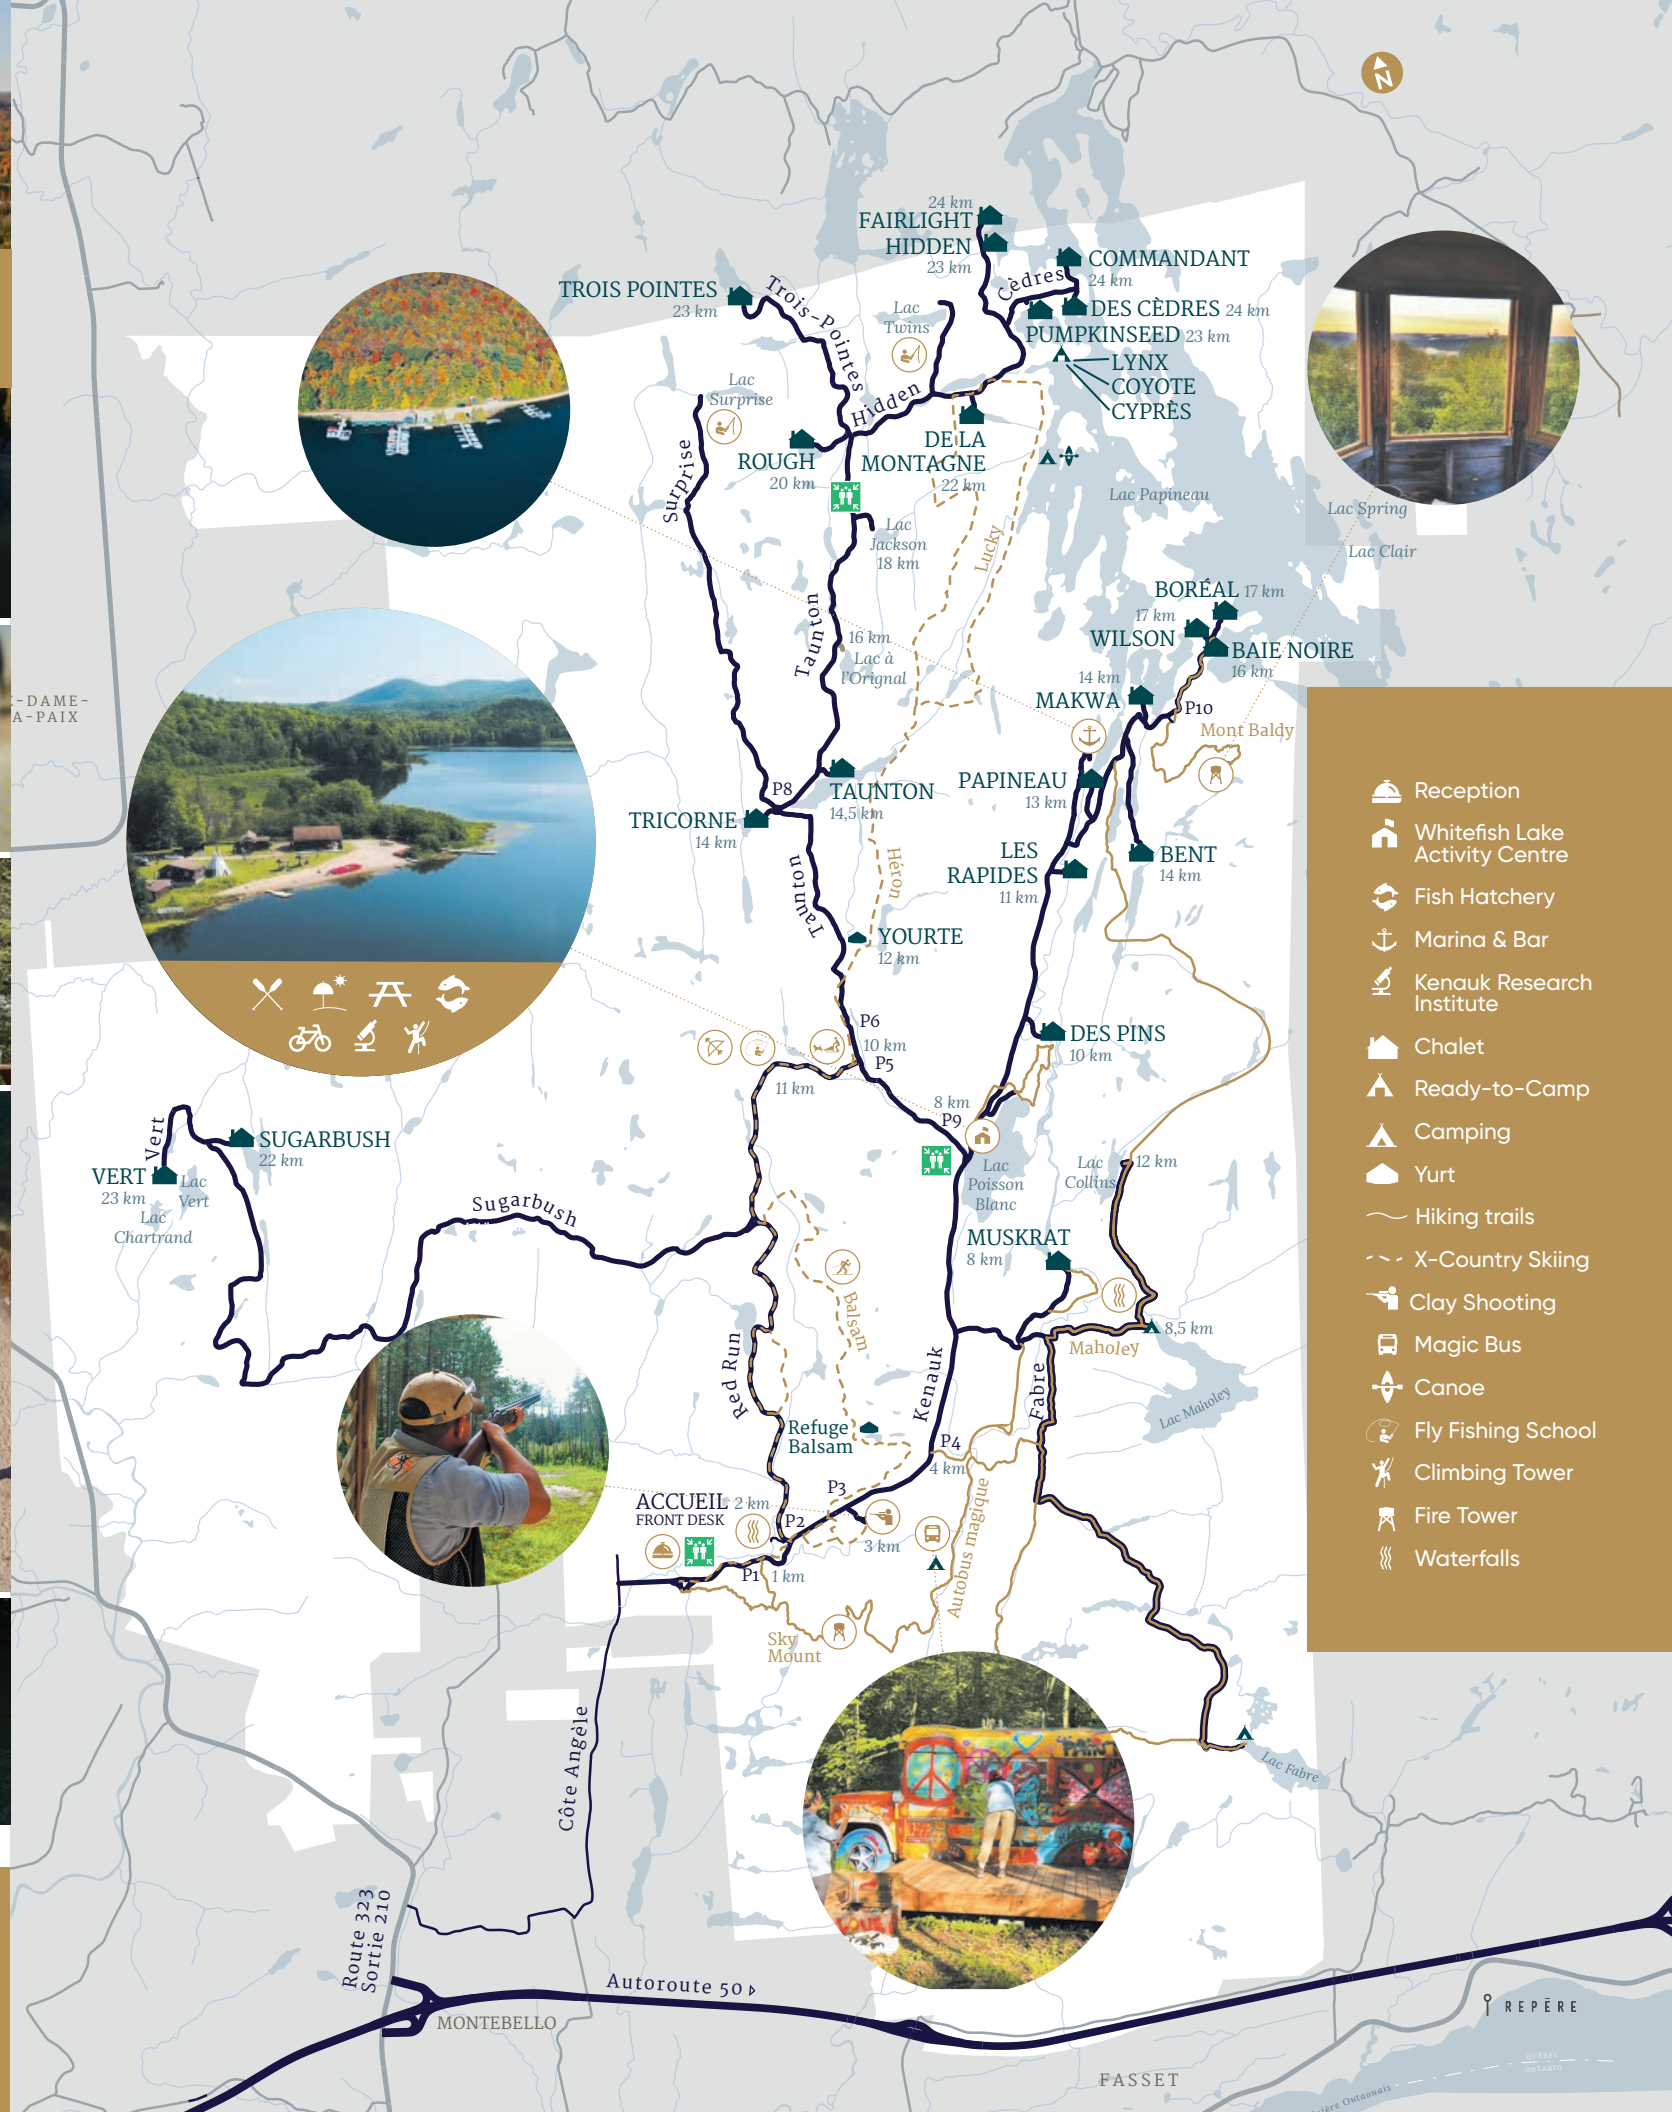 N
24 km
FAIRLIGHT
HIDDEN
23 km
COMMANDANT
24 km
Cèdres
DES CÈDRES 24 km
PUMPKINSEED 23 km
LYNX
COYOTE
CYPRÈS
TROIS POINTES
23 km
Trois-Pointes
Lac
Twins
Lac
Surprise
Hidden
Surprise
ROUGH
20 km
DE LA
MONTAGNE
22 km
Lac Papineau
Lac Spring
Lac Clair
Lac
Jackson
18 km
Lucky
BORÉAL 17 km
17 km
WILSON
BAIE NOIRE
16 km
Taunton
16 km
Lac à
l'Orignal
14 km
MAKWA
P10
Mont Baldy
E-DAME-
A-PAIX
P8
TAUNTON
14,5 km
TRICORNE
14 km
PAPINEAU
13 km
LES
RAPIDES
11 km
BENT
14 km
Taunton
Héron
YOURTE
12 km
P6
10 km
P5
11 km
DES PINS
10 km
8 km
P9
Lac
Poisson
Blanc
Lac
Collins
12 km
Vert
SUGARBUSH
22 km
VERT
23 km
Lac
Vert
Lac
Chartrand
Sugarbush
MUSKRAT
8 km
Balsam
8,5 km
Maholey
Red Run
Kenauk
Fabre
Lac Maholey
Refuge
Balsam
P4
4 km
P3
ACCUEIL
FRONT DESK
2 km
P2
3 km
P1
1 km
Autobus magique
Sky
Mount
Côte Angèle
Lac Fabre
Route 323
Sortie 210
Autoroute 50
MONTEBELLO
FASSET
REPÈRE
QUÉBEC
ONTARIO
Reception
Whitefish Lake
Activity Centre
Fish Hatchery
Marina & Bar
Kenauk Research
Institute
Chalet
Ready-to-Camp
Camping
Yurt
Hiking trails
X-Country Skiing
Clay Shooting
Magic Bus
Canoe
Fly Fishing School
Climbing Tower
Fire Tower
Waterfalls